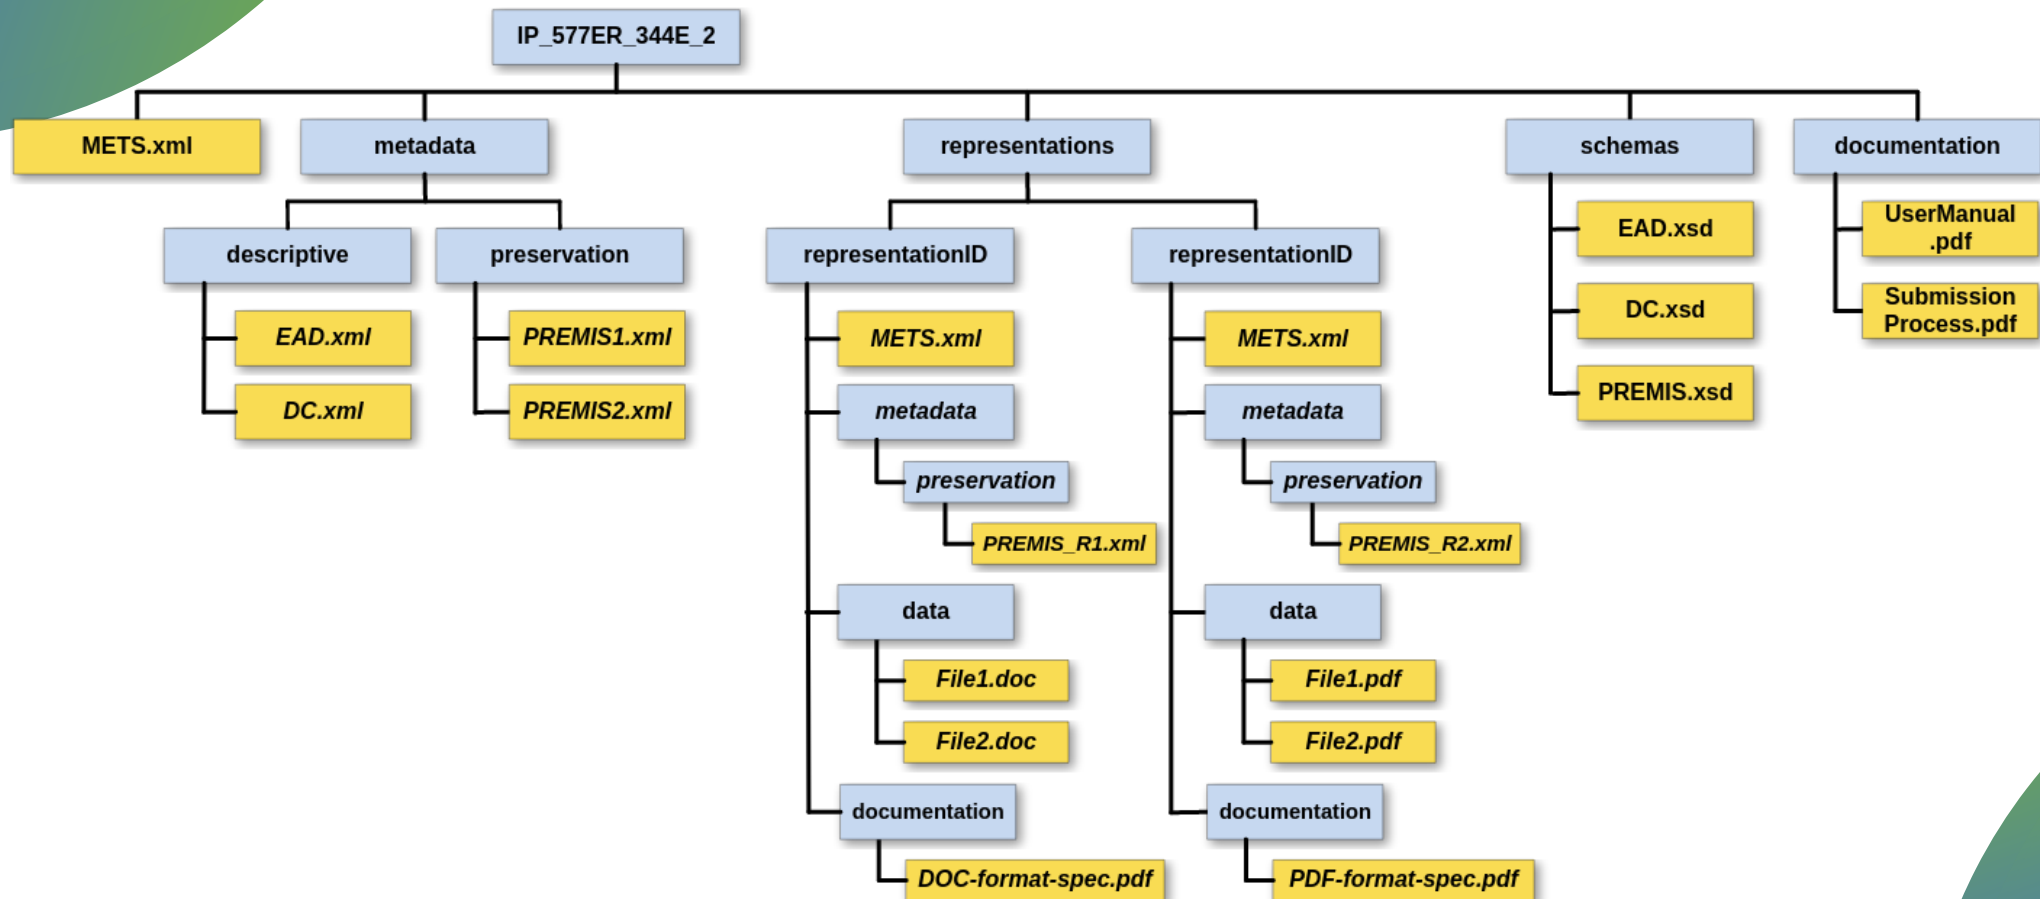 IP_577ER_344E_2
METS.xml
metadata
representations
schemas
documentation
descriptive
preservation
representationID
representationID
EAD.xml
DC.xml
PREMIS1.xml
PREMIS2.xml
METS.xml
metadata
preservation
PREMIS_R1.xml
data
File1.doc
File2.doc
documentation
DOC-format-spec.pdf
METS.xml
metadata
preservation
PREMIS_R2.xml
data
File1.pdf
File2.pdf
documentation
PDF-format-spec.pdf
EAD.xsd
DC.xsd
PREMIS.xsd
UserManual
.pdf
Submission
Process.pdf